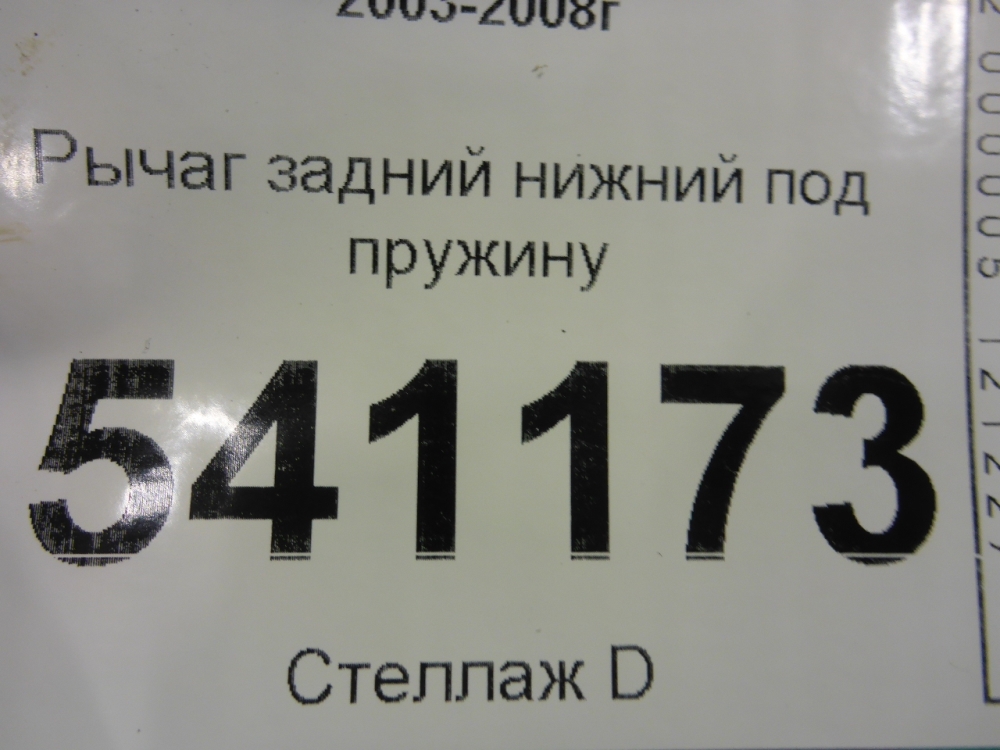 2003-2008г
Рычаг задний нижний под
пружину
541173
Стеллаж D